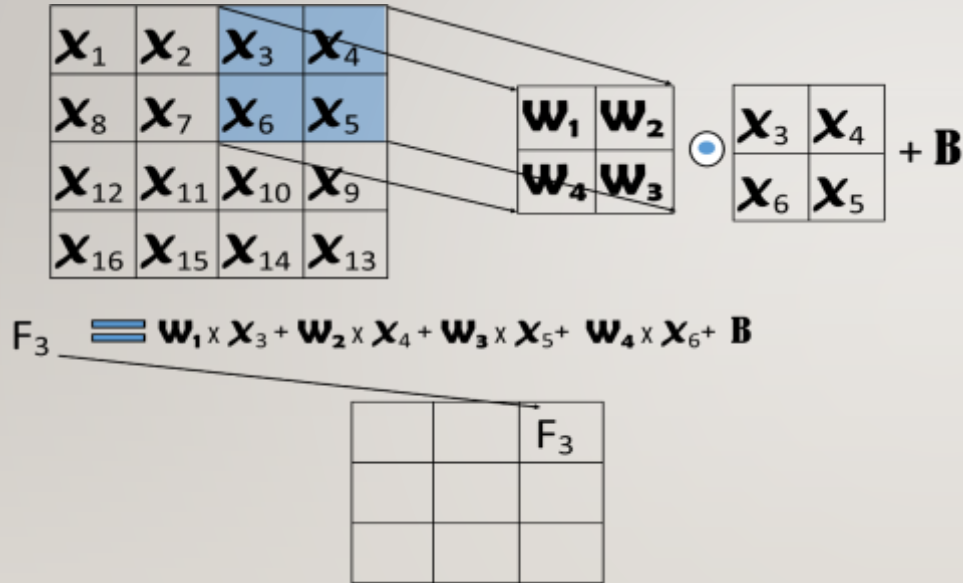 X₁ X₂ X₃ X₄
X₈ X₇ X₆ X₅
X₁₂ X₁₁ X₁₀ X₉
X₁₆ X₁₅ X₁₄ X₁₃
W₁ W₂
W₄ W₃
X₃ X₄
X₆ X₅
+ B
F₃ = W₁ x X₃ + W₂ x X₄ + W₃ x X₅+ W₄ x X₆+ B
F₃